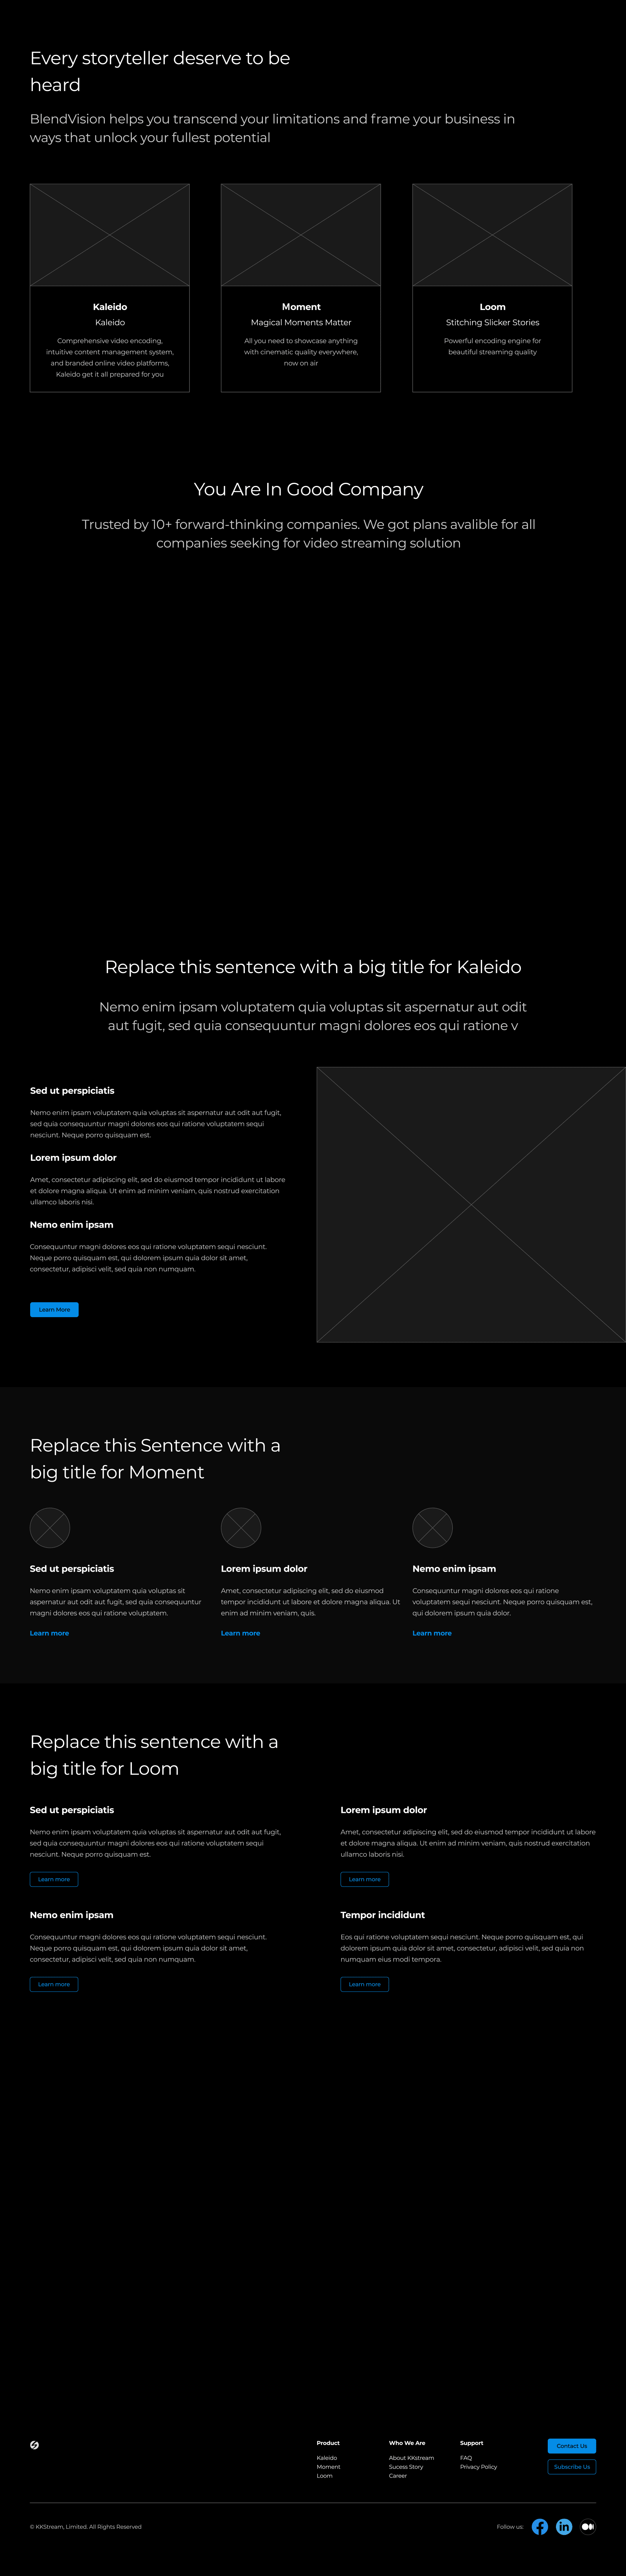 Every storyteller deserve to be
heard
BlendVision helps you transcend your limitations and frame your business in
ways that unlock your fullest potential
Kaleido
Kaleido
Comprehensive video encoding,
intuitive content management system,
and branded online video platforms,
Kaleido get it all prepared for you
Moment
Magical Moments Matter
All you need to showcase anything
with cinematic quality everywhere,
now on air
Loom
Stitching Slicker Stories
Powerful encoding engine for
beautiful streaming quality
You Are In Good Company
Trusted by 10+ forward-thinking companies. We got plans avalible for all
companies seeking for video streaming solution
Replace this sentence with a big title for Kaleido
Nemo enim ipsam voluptatem quia voluptas sit aspernatur aut odit
aut fugit, sed quia consequuntur magni dolores eos qui ratione v
Sed ut perspiciatis
Nemo enim ipsam voluptatem quia voluptas sit aspernatur aut odit aut fugit,
sed quia consequuntur magni dolores eos qui ratione voluptatem sequi
nesciunt. Neque porro quisquam est.
Lorem ipsum dolor
Amet, consectetur adipiscing elit, sed do eiusmod tempor incididunt ut labore
et dolore magna aliqua. Ut enim ad minim veniam, quis nostrud exercitation
ullamco laboris nisi.
Nemo enim ipsam
Consequuntur magni dolores eos qui ratione voluptatem sequi nesciunt.
Neque porro quisquam est, qui dolorem ipsum quia dolor sit amet,
consectetur, adipisci velit, sed quia non numquam.
Learn More
Replace this Sentence with a
big title for Moment
Sed ut perspiciatis
Nemo enim ipsam voluptatem quia voluptas sit
aspernatur aut odit aut fugit, sed quia consequuntur
magni dolores eos qui ratione voluptatem.
Learn more
Lorem ipsum dolor
Amet, consectetur adipiscing elit, sed do eiusmod
tempor incididunt ut labore et dolore magna aliqua. Ut
enim ad minim veniam, quis.
Learn more
Nemo enim ipsam
Consequuntur magni dolores eos qui ratione
voluptatem sequi nesciunt. Neque porro quisquam est,
qui dolorem ipsum quia dolor.
Learn more
Replace this sentence with a
big title for Loom
Sed ut perspiciatis
Nemo enim ipsam voluptatem quia voluptas sit aspernatur aut odit aut fugit,
sed quia consequuntur magni dolores eos qui ratione voluptatem sequi
nesciunt. Neque porro quisquam est.
Learn more
Lorem ipsum dolor
Amet, consectetur adipiscing elit, sed do eiusmod tempor incididunt ut labore
et dolore magna aliqua. Ut enim ad minim veniam, quis nostrud exercitation
ullamco laboris nisi.
Learn more
Nemo enim ipsam
Consequuntur magni dolores eos qui ratione voluptatem sequi nesciunt.
Neque porro quisquam est, qui dolorem ipsum quia dolor sit amet,
consectetur, adipisci velit, sed quia non numquam.
Learn more
Tempor incididunt
Eos qui ratione voluptatem sequi nesciunt. Neque porro quisquam est, qui
dolorem ipsum quia dolor sit amet, consectetur, adipisci velit, sed quia non
numquam eius modi tempora.
Learn more
Product
Kaleido
Moment
Loom
Who We Are
About KKstream
Sucess Story
Career
Support
FAQ
Privacy Policy
Contact Us
Subscribe Us
© KKStream, Limited. All Rights Reserved
Follow us: